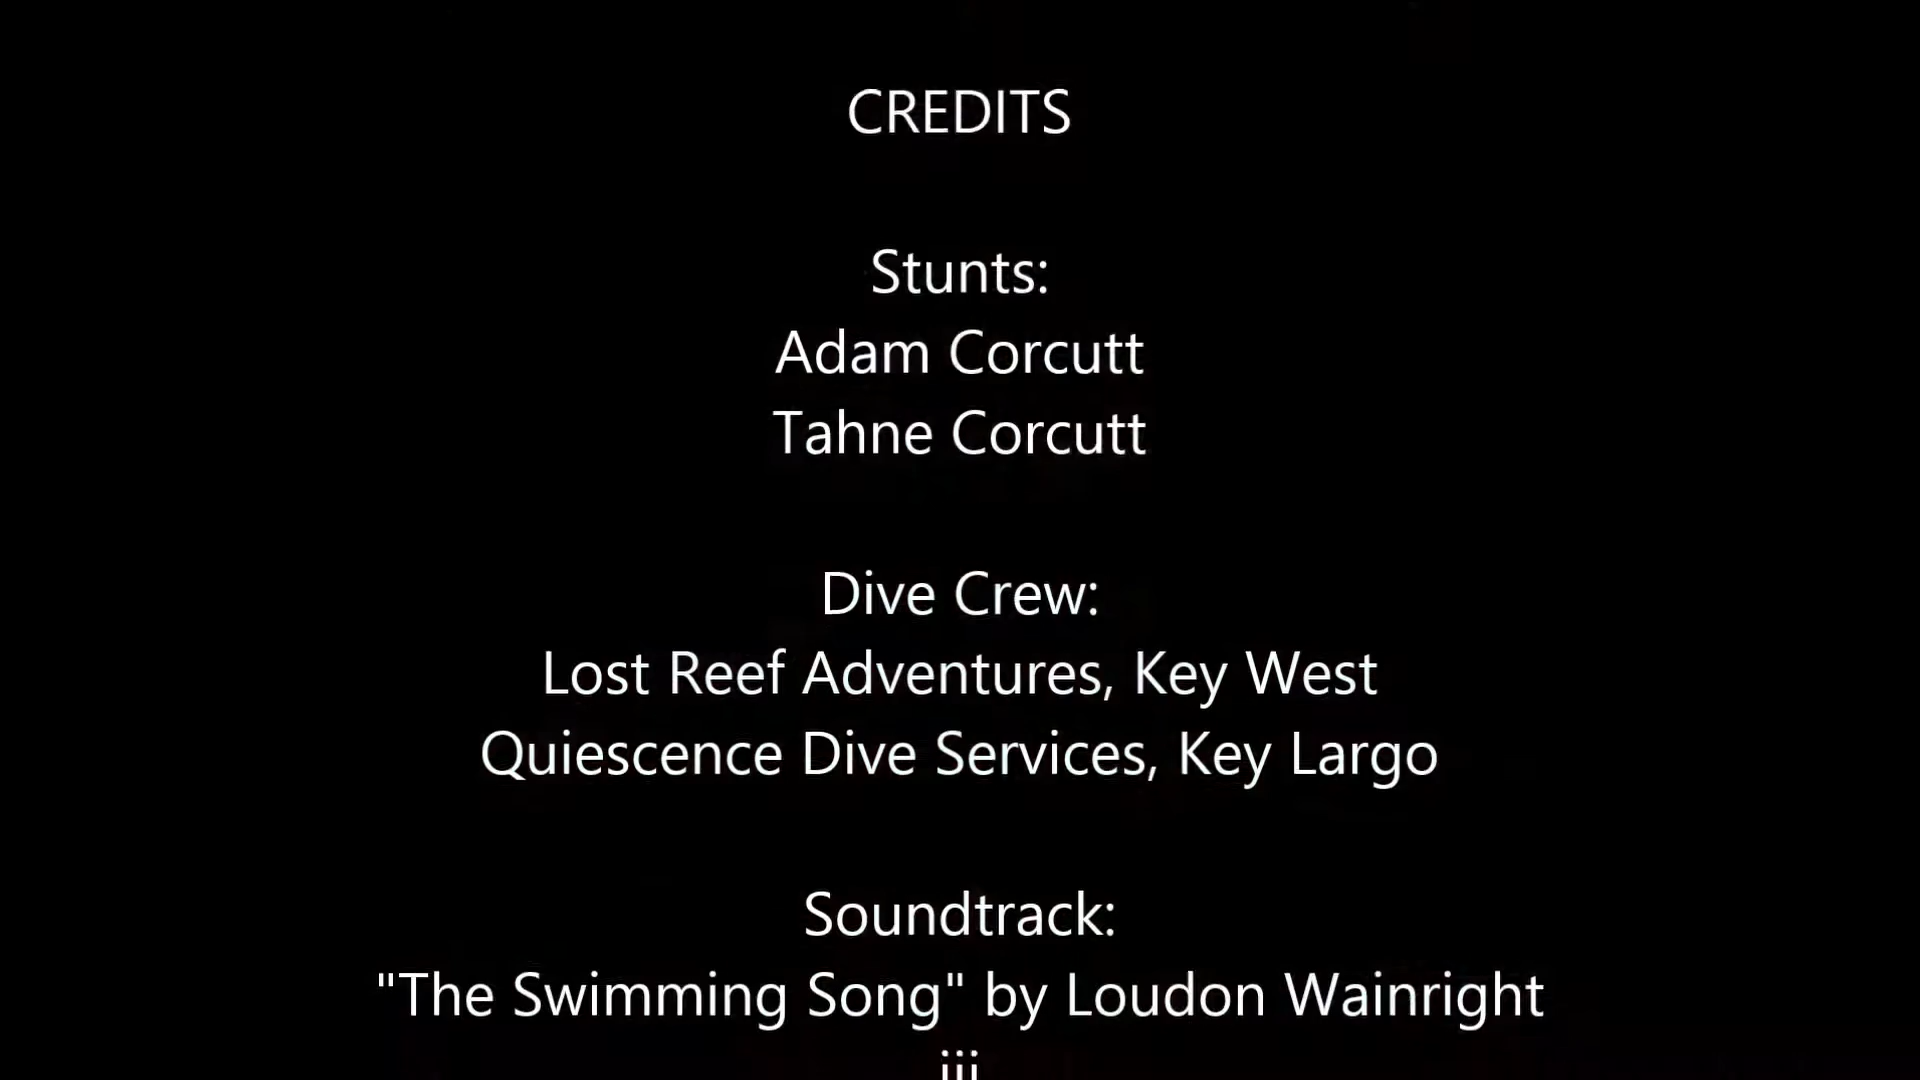 CREDITS
Stunts:
Adam Corcutt
Tahne Corcutt
Dive Crew:
Lost Reef Adventures, Key West
Quiescence Dive Services, Key Largo
Soundtrack:
"The Swimming Song" by Loudon Wainright
iii